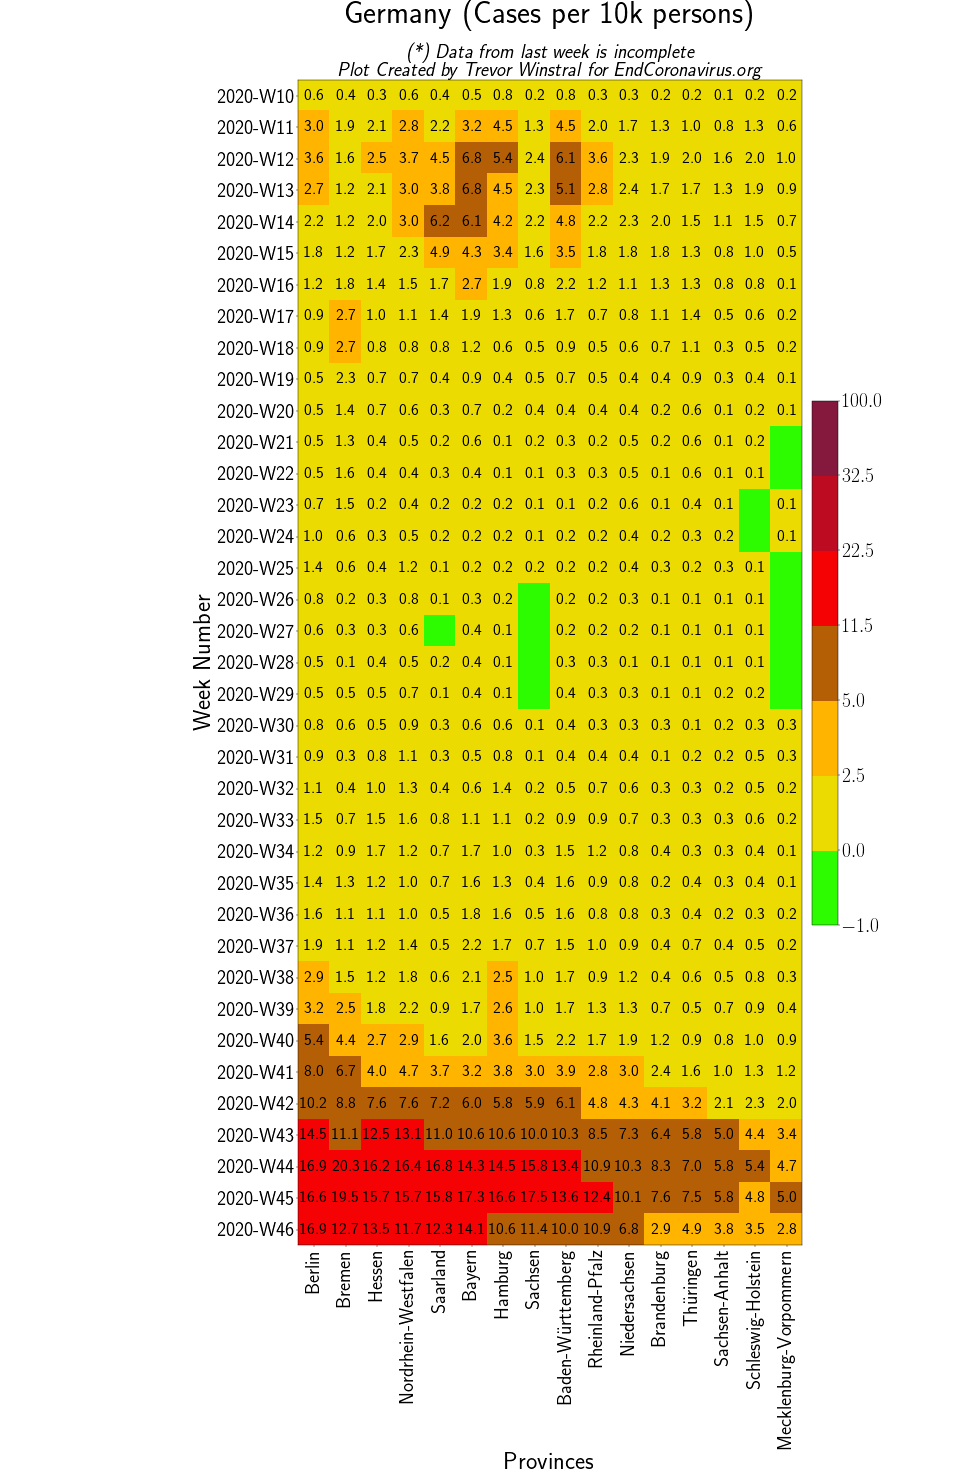 Germany (Cases per 10k persons)
(*) Data from last week is incomplete
Plot Created by Trevor Winstral for EndCoronavirus.org
2020-W10 0.6 0.4 0.3 0.6 0.4 0.5 0.8 0.2 0.8 0.3 0.3 0.2 0.2 0.1 0.2 0.2
2020-W11 3.0 1.9 2.1 2.8 2.2 3.2 4.5 1.3 4.5 2.0 1.7 1.3 1.0 0.8 1.3 0.6
2020-W12 3.6 1.6 2.5 3.7 4.5 6.8 5.4 2.4 6.1 3.6 2.3 1.9 2.0 1.6 2.0 1.0
2020-W13 2.7 1.2 2.1 3.0 3.8 6.8 4.5 2.3 5.1 2.8 2.4 1.7 1.7 1.3 1.9 0.9
2020-W14 2.2 1.2 2.0 3.0 6.2 6.1 4.2 2.2 4.8 2.2 2.3 2.0 1.5 1.1 1.5 0.7
2020-W15 1.8 1.2 1.7 2.3 4.9 4.3 3.4 1.6 3.5 1.8 1.8 1.8 1.3 0.8 1.0 0.5
2020-W16 1.2 1.8 1.4 1.5 1.7 2.7 1.9 0.8 2.2 1.2 1.1 1.3 1.3 0.8 0.8 0.1
2020-W17 0.9 2.7 1.0 1.1 1.4 1.9 1.3 0.6 1.7 0.7 0.8 1.1 1.4 0.5 0.6 0.2
2020-W18 0.9 2.7 0.8 0.8 0.8 1.2 0.6 0.5 0.9 0.5 0.6 0.7 1.1 0.3 0.5 0.2
2020-W19 0.5 2.3 0.7 0.7 0.4 0.9 0.4 0.5 0.7 0.5 0.4 0.4 0.9 0.3 0.4 0.1
2020-W20 0.5 1.4 0.7 0.6 0.3 0.7 0.2 0.4 0.4 0.4 0.4 0.2 0.6 0.1 0.2 0.1
2020-W21 0.5 1.3 0.4 0.5 0.2 0.6 0.1 0.2 0.3 0.2 0.5 0.2 0.6 0.1 0.2
2020-W22 0.5 1.6 0.4 0.4 0.3 0.4 0.1 0.1 0.3 0.3 0.5 0.1 0.6 0.1 0.1
2020-W23 0.7 1.5 0.2 0.4 0.2 0.2 0.2 0.1 0.1 0.2 0.6 0.1 0.4 0.1 0.1
2020-W24 1.0 0.6 0.3 0.5 0.2 0.2 0.2 0.1 0.2 0.2 0.4 0.2 0.3 0.2 0.1
2020-W25 1.4 0.6 0.4 1.2 0.1 0.2 0.2 0.2 0.2 0.2 0.4 0.3 0.2 0.3 0.1
2020-W26 0.8 0.2 0.3 0.8 0.1 0.3 0.2 0.2 0.2 0.3 0.1 0.1 0.1 0.1
2020-W27 0.6 0.3 0.3 0.6 0.4 0.1 0.2 0.2 0.2 0.1 0.1 0.1 0.1
2020-W28 0.5 0.1 0.4 0.5 0.2 0.4 0.1 0.3 0.3 0.1 0.1 0.1 0.1 0.1
2020-W29 0.5 0.5 0.5 0.7 0.1 0.4 0.1 0.4 0.3 0.3 0.1 0.1 0.2 0.2
2020-W30 0.8 0.6 0.5 0.9 0.3 0.6 0.6 0.1 0.4 0.3 0.3 0.3 0.1 0.2 0.3 0.3
2020-W31 0.9 0.3 0.8 1.1 0.3 0.5 0.8 0.1 0.4 0.4 0.4 0.1 0.2 0.2 0.5 0.3
2020-W32 1.1 0.4 1.0 1.3 0.4 0.6 1.4 0.2 0.5 0.7 0.6 0.3 0.3 0.2 0.5 0.2
2020-W33 1.5 0.7 1.5 1.6 0.8 1.1 1.1 0.2 0.9 0.9 0.7 0.3 0.3 0.3 0.6 0.2
2020-W34 1.2 0.9 1.7 1.2 0.7 1.7 1.0 0.3 1.5 1.2 0.8 0.4 0.3 0.3 0.4 0.1
2020-W35 1.4 1.3 1.2 1.0 0.7 1.6 1.3 0.4 1.6 0.9 0.8 0.2 0.4 0.3 0.4 0.1
2020-W36 1.6 1.1 1.1 1.0 0.5 1.8 1.6 0.5 1.6 0.8 0.8 0.3 0.4 0.2 0.3 0.2
2020-W37 1.9 1.1 1.2 1.4 0.5 2.2 1.7 0.7 1.5 1.0 0.9 0.4 0.7 0.4 0.5 0.2
2020-W38 2.9 1.5 1.2 1.8 0.6 2.1 2.5 1.0 1.7 0.9 1.2 0.4 0.6 0.5 0.8 0.3
2020-W39 3.2 2.5 1.8 2.2 0.9 1.7 2.6 1.0 1.7 1.3 1.3 0.7 0.5 0.7 0.9 0.4
2020-W40 5.4 4.4 2.7 2.9 1.6 2.0 3.6 1.5 2.2 1.7 1.9 1.2 0.9 0.8 1.0 0.9
2020-W41 8.0 6.7 4.0 4.7 3.7 3.2 3.8 3.0 3.9 2.8 3.0 2.4 1.6 1.0 1.3 1.2
2020-W42 10.2 8.8 7.6 7.6 7.2 6.0 5.8 5.9 6.1 4.8 4.3 4.1 3.2 2.1 2.3 2.0
2020-W43 14.5 11.1 12.5 13.1 11.0 10.6 10.6 10.0 10.3 8.5 7.3 6.4 5.8 5.0 4.4 3.4
2020-W44 16.9 20.3 16.2 16.4 16.8 14.3 14.5 15.8 13.4 10.9 10.3 8.3 7.0 5.8 5.4 4.7
2020-W45 16.6 19.5 15.7 15.7 15.8 17.3 16.6 17.5 13.6 12.4 10.1 7.6 7.5 5.8 4.8 5.0
2020-W46 16.9 12.7 13.5 11.7 12.3 14.1 10.6 11.4 10.0 10.9 6.8 2.9 4.9 3.8 3.5 2.8
Week Number
Berlin
Bremen
Hessen
Nordrhein-Westfalen
Saarland
Bayern
Hamburg
Sachsen
Baden-Württemberg
Rheinland-Pfalz
Niedersachsen
Brandenburg
Thüringen
Sachsen-Anhalt
Schleswig-Holstein
Mecklenburg-Vorpommern
Provinces
100.0
32.5
22.5
11.5
5.0
2.5
0.0
−1.0